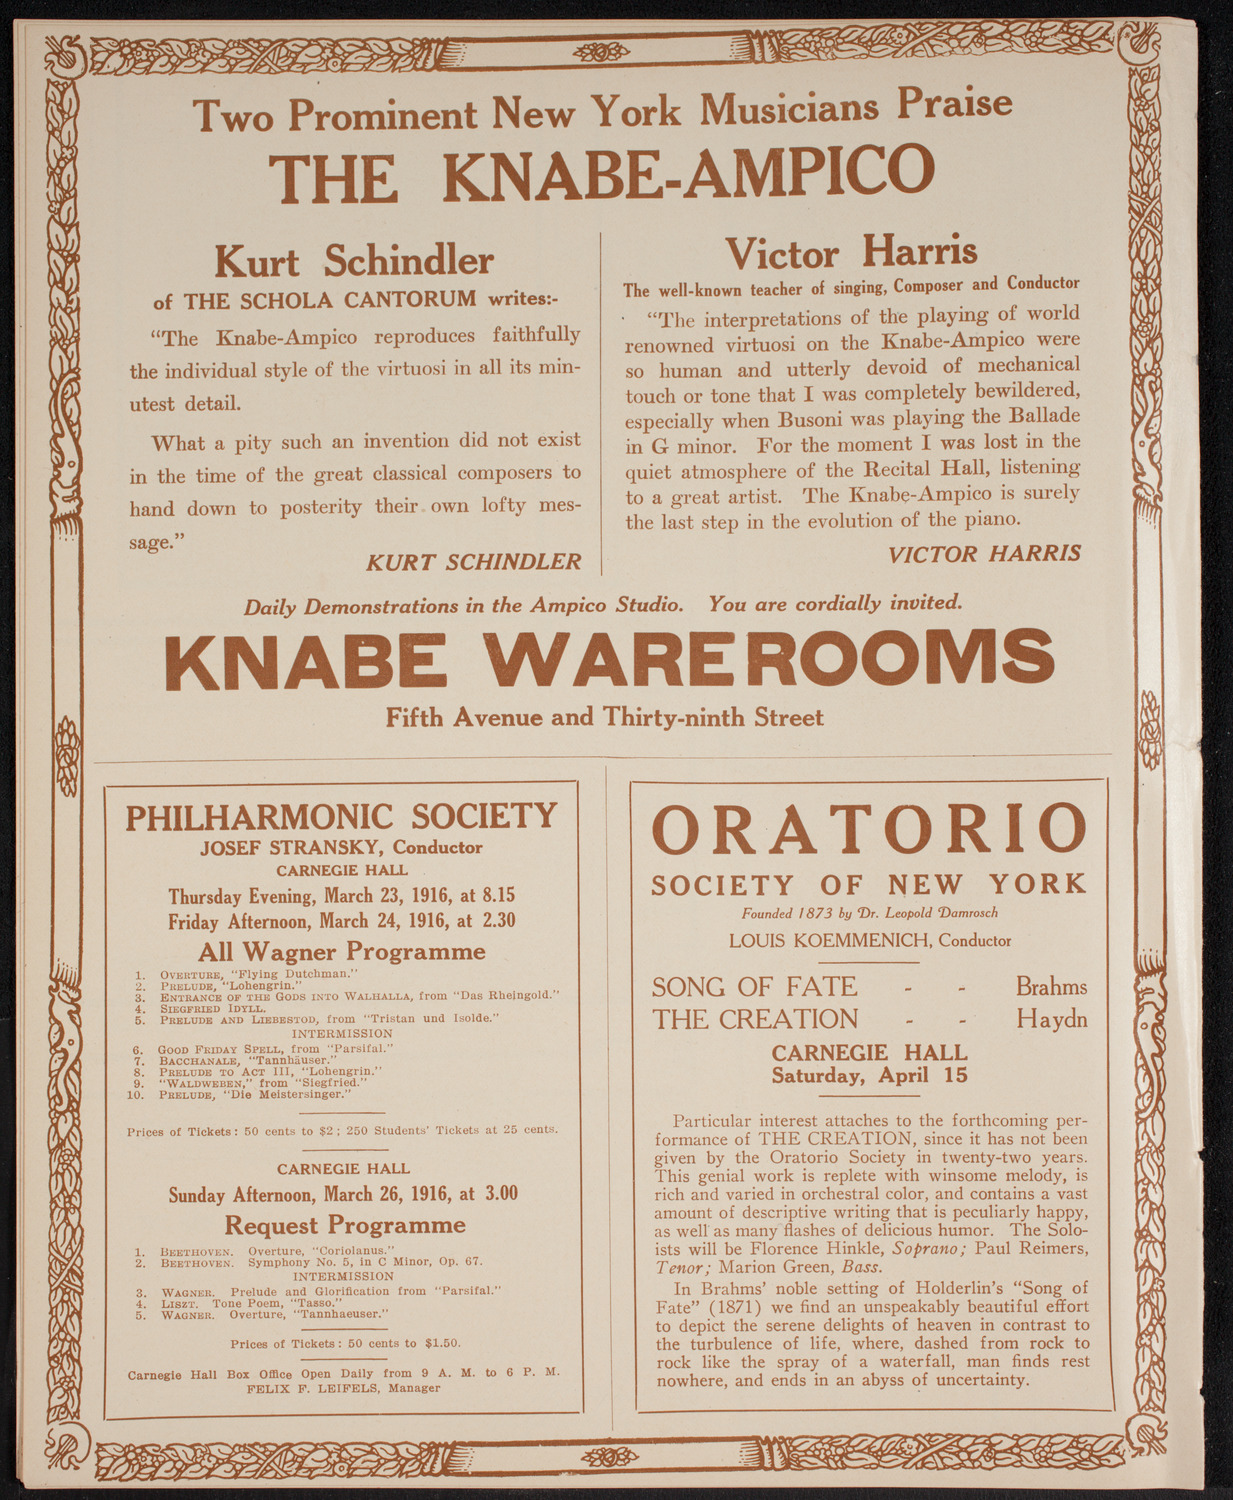 Two Prominent New York Musicians Praise
THE KNABE-AMPICO
Kurt Schindler
of THE SCHOLA CANTORUM writes:-
“The Knabe-Ampico reproduces faithfully
the individual style of the virtuosi in all its min-
utest detail.
What a pity such an invention did not exist
in the time of the great classical composers to
hand down to posterity their own lofty mes-
sage.”
KURT SCHINDLER
Victor Harris
The well-known teacher of singing, Composer and Conductor
“The interpretations of the playing of world
renowned virtuosi on the Knabe-Ampico were
so human and utterly devoid of mechanical
touch or tone that I was completely bewildered,
especially when Busoni was playing the Ballade
in G minor. For the moment I was lost in the
quiet atmosphere of the Recital Hall, listening
to a great artist. The Knabe-Ampico is surely
the last step in the evolution of the piano.
VICTOR HARRIS
Daily Demonstrations in the Ampico Studio. You are cordially invited.
KNABE WAREROOMS
Fifth Avenue and Thirty-ninth Street
PHILHARMONIC SOCIETY
JOSEF STRANSKY, Conductor
CARNEGIE HALL
Thursday Evening, March 23, 1916, at 8.15
Friday Afternoon, March 24, 1916, at 2.30
All Wagner Programme
1. OVERTURE, “Flying Dutchman.”
2. PRELUDE, “Lohengrin.”
3. ENTRANCE OF THE GODS INTO WALHALLA, from “Das Rheingold.”
4. SIEGFRIED IDYLL.
5. PRELUDE AND LIEBESTOD, from “Tristan und Isolde.”
INTERMISSION
6. GOOD FRIDAY SPELL, from “Parsifal.”
7. BACCHANALE, “Tannhäuser.”
8. PRELUDE TO ACT III, “Lohengrin.”
9. “WALDWEBEN,” from “Siegfried.”
10. PRELUDE, “Die Meistersinger.”
Prices of Tickets: 50 cents to $2; 250 Students’ Tickets at 25 cents.
CARNEGIE HALL
Sunday Afternoon, March 26, 1916, at 3.00
Request Programme
1. BEETHOVEN. Overture, “Coriolanus.”
2. BEETHOVEN. Symphony No. 5, in C Minor, Op. 67.
INTERMISSION
3. WAGNER. Prelude and Glorification from “Parsifal.”
4. LISZT. Tone Poem, “Tasso.”
5. WAGNER. Overture, “Tannhaeuser.”
Prices of Tickets: 50 cents to $1.50.
Carnegie Hall Box Office Open Daily from 9 A. M. to 6 P. M.
FELIX F. LEIFELS, Manager
ORATORIO
SOCIETY OF NEW YORK
Founded 1873 by Dr. Leopold Damrosch
LOUIS KOEMMENICH, Conductor
SONG OF FATE - - Brahms
THE CREATION - - Haydn
CARNEGIE HALL
Saturday, April 15
Particular interest attaches to the forthcoming per-
formance of THE CREATION, since it has not been
given by the Oratorio Society in twenty-two years.
This genial work is replete with winsome melody, is
rich and varied in orchestral color, and contains a vast
amount of descriptive writing that is peculiarly happy,
as well as many flashes of delicious humor. The Solo-
ists will be Florence Hinkle, Soprano; Paul Reimers,
Tenor; Marion Green, Bass.
In Brahms’ noble setting of Holderlin’s “Song of
Fate” (1871) we find an unspeakably beautiful effort
to depict the serene delights of heaven in contrast to
the turbulence of life, where, dashed from rock to
rock like the spray of a waterfall, man finds rest
nowhere, and ends in an abyss of uncertainty.